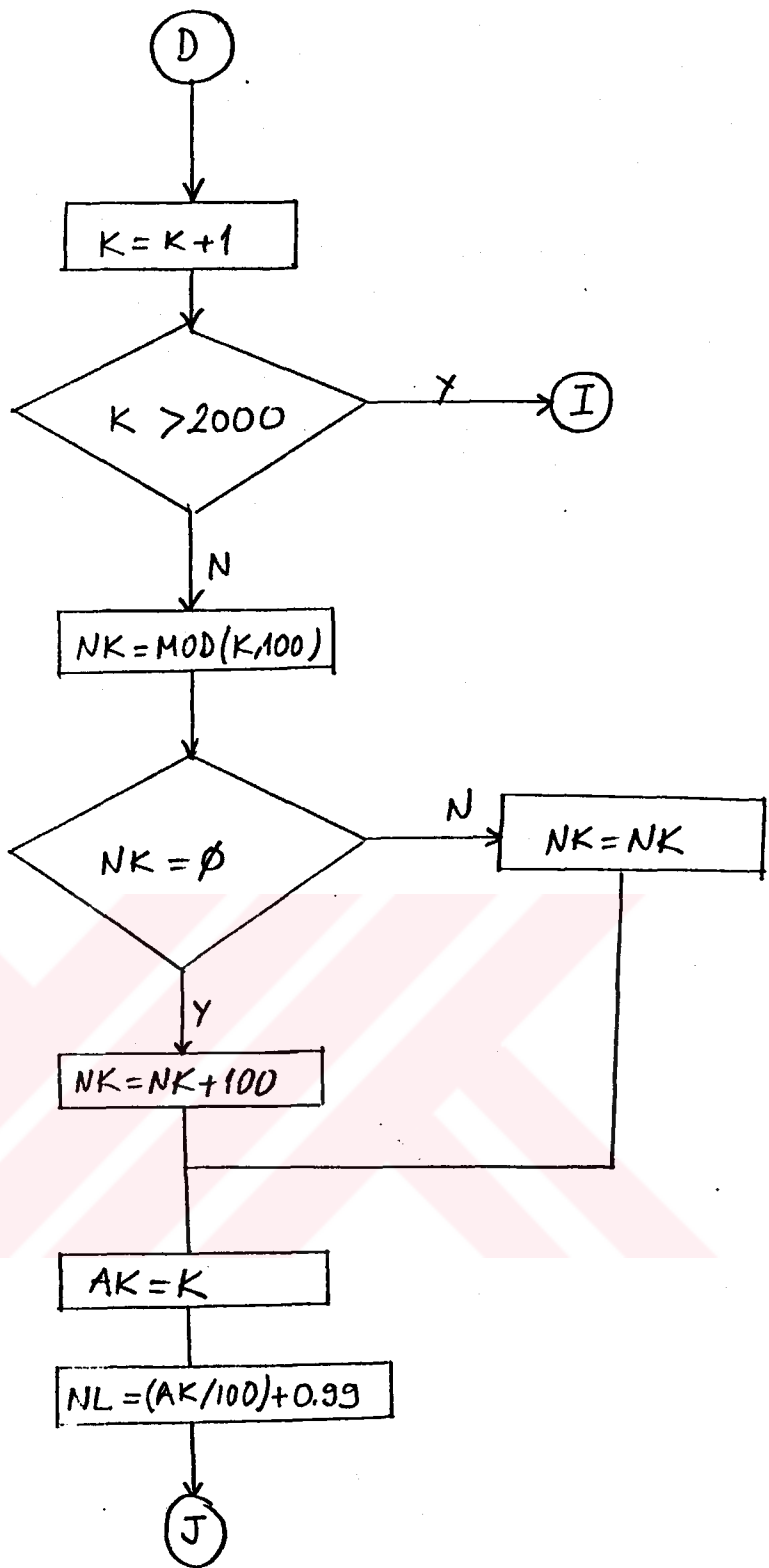 D
K = K+1
K >2000
Y
I
N
NK = MOD(K,100)
NK = Ø
N
NK = NK
Y
NK = NK+100
AK = K
NL = (AK/100)+0.99
J